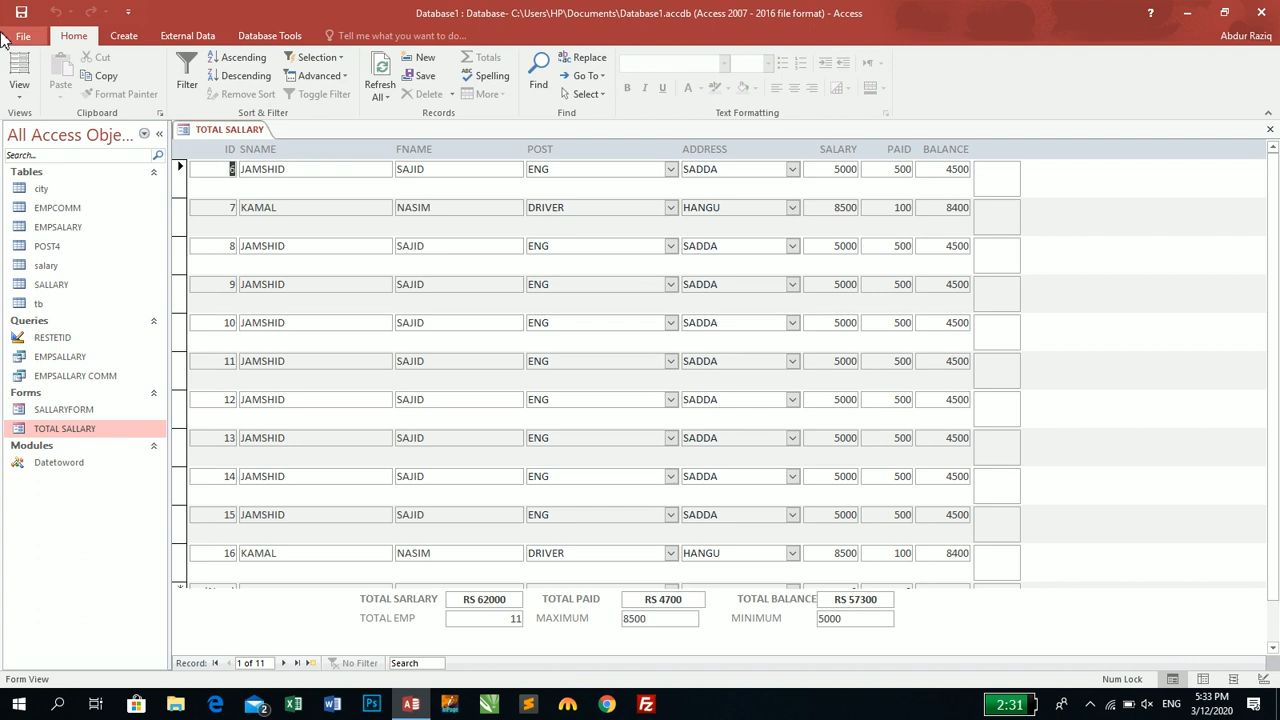 Database1 : Database- C:\Users\HP\Documents\Database1.accdb (Access 2007 - 2016 file format) - Access
File Home Create External Data Database Tools Tell me what you want to do... Abdur Raziq
View Views
Paste Cut Copy Format Painter Clipboard
Filter Ascending Descending Remove Sort Selection Advanced Toggle Filter Sort & Filter
Refresh All New Save Delete Totals Spelling More Records
Find Replace Go To Select Find
B I U A Text Formatting
All Access Obje...
Search...
Tables
city
EMPCOMM
EMPSALARY
POST4
salary
SALLARY
tb
Queries
RESTETID
EMPSALLARY
EMPSALLARY COMM
Forms
SALLARYFORM
TOTAL SALLARY
Modules
Datetoword
TOTAL SALLARY
ID SNAME FNAME POST ADDRESS SALARY PAID BALANCE
6 JAMSHID SAJID ENG SADDA 5000 500 4500
7 KAMAL NASIM DRIVER HANGU 8500 100 8400
8 JAMSHID SAJID ENG SADDA 5000 500 4500
9 JAMSHID SAJID ENG SADDA 5000 500 4500
10 JAMSHID SAJID ENG SADDA 5000 500 4500
11 JAMSHID SAJID ENG SADDA 5000 500 4500
12 JAMSHID SAJID ENG SADDA 5000 500 4500
13 JAMSHID SAJID ENG SADDA 5000 500 4500
14 JAMSHID SAJID ENG SADDA 5000 500 4500
15 JAMSHID SAJID ENG SADDA 5000 500 4500
16 KAMAL NASIM DRIVER HANGU 8500 100 8400
TOTAL SARLARY RS 62000 TOTAL PAID RS 4700 TOTAL BALANCE RS 57300
TOTAL EMP 11 MAXIMUM 8500 MINIMUM 5000
Record: 1 of 11 No Filter Search
Form View Num Lock
2:31 ENG 5:33 PM
3/12/2020